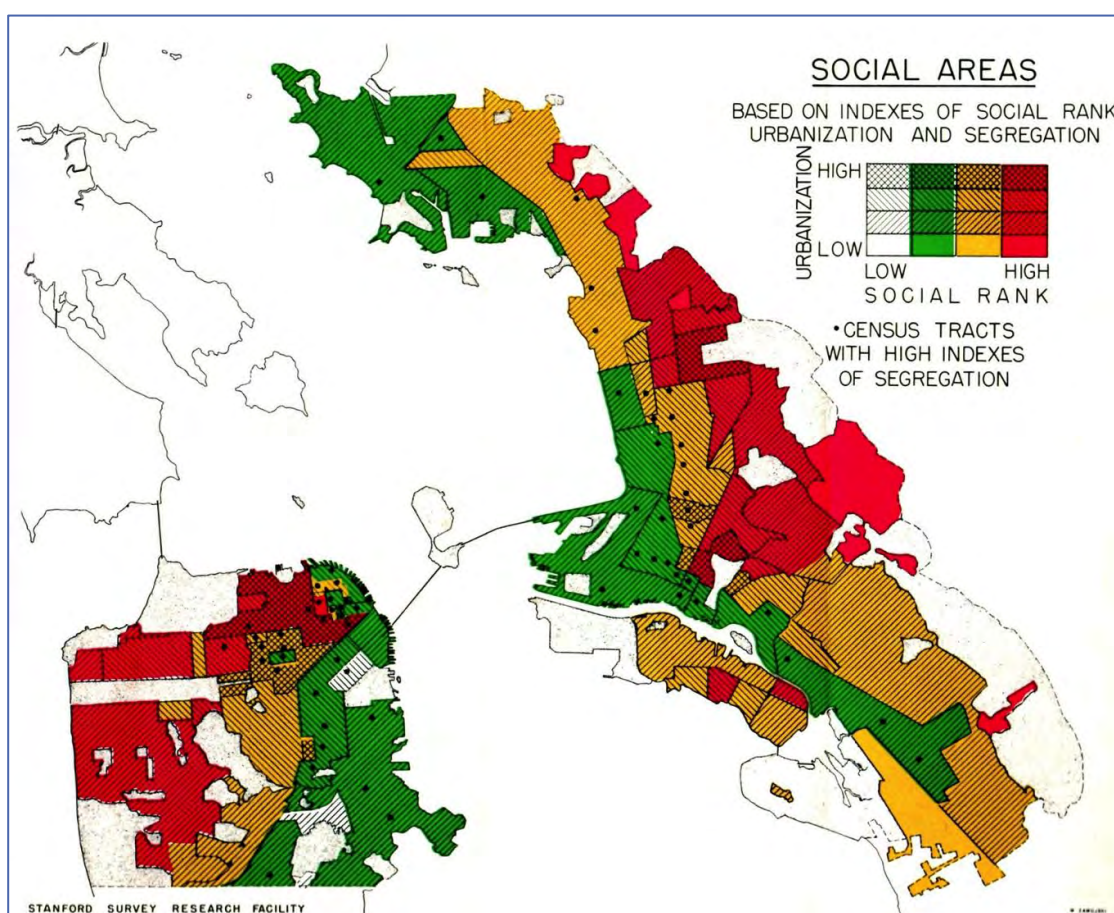 SOCIAL AREAS
BASED ON INDEXES OF SOCIAL RANK
URBANIZATION AND SEGREGATION
URBANIZATION
HIGH
LOW
LOW HIGH
SOCIAL RANK
• CENSUS TRACTS
WITH HIGH INDEXES
OF SEGREGATION
STANFORD SURVEY RESEARCH FACILITY